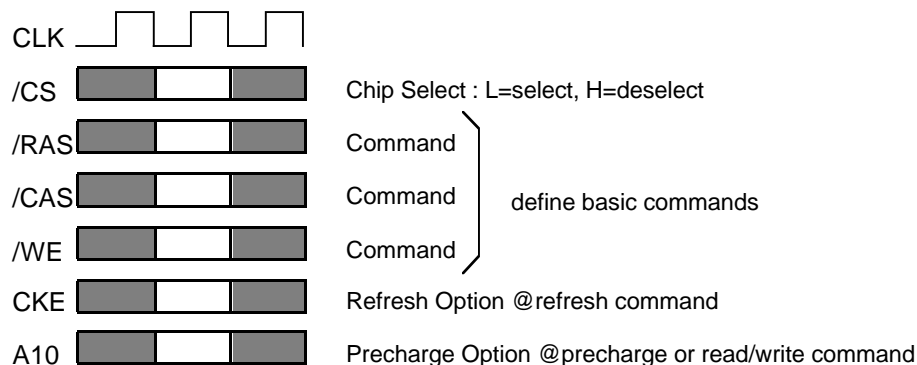 CLK
/CS Chip Select : L=select, H=deselect
/RAS Command
/CAS Command define basic commands
/WE Command
CKE Refresh Option @refresh command
A10 Precharge Option @precharge or read/write command